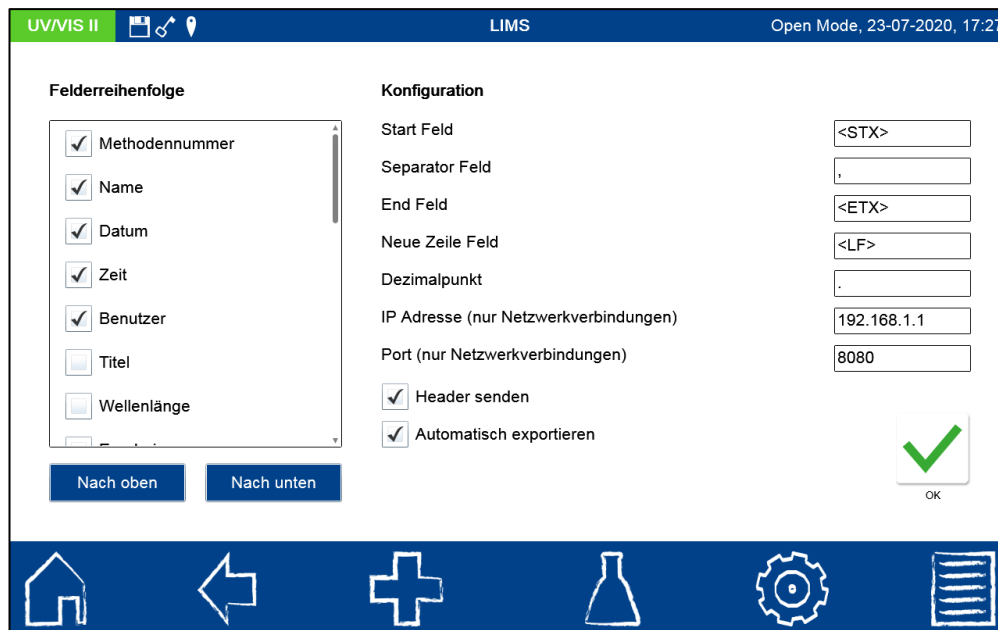 UV/VIS II
LIMS
Open Mode, 23-07-2020, 17:27
Felderreihenfolge
Methodennummer
Name
Datum
Zeit
Benutzer
Titel
Wellenlänge
Nach oben
Nach unten
Konfiguration
Start Feld <STX>
Separator Feld ,
End Feld <ETX>
Neue Zeile Feld <LF>
Dezimalpunkt .
IP Adresse (nur Netzwerkverbindungen) 192.168.1.1
Port (nur Netzwerkverbindungen) 8080
Header senden
Automatisch exportieren
OK